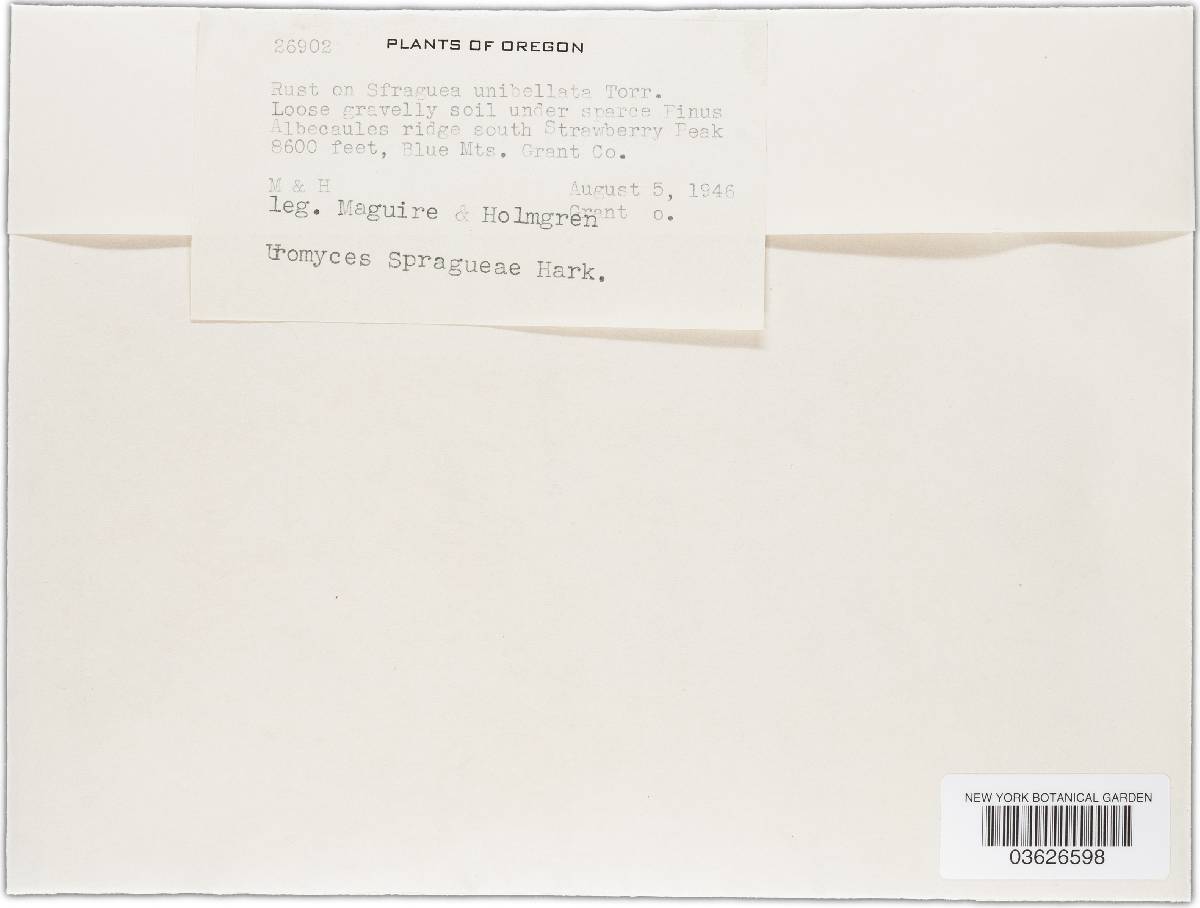 26902 PLANTS OF OREGON
Rust on Sfraguea unibellata Torr.
Loose gravelly soil under sparce Pinus
Albecaules ridge south Strawberry Peak
8600 feet, Blue Mts. Grant Co.
M & H August 5, 1946
leg. Maguire & Holmgren Grant o.
Uromyces Spragueae Hark.
NEW YORK BOTANICAL GARDEN
03626598